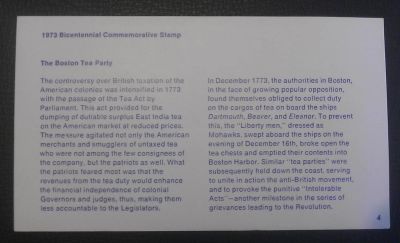 1973 Bicentennial Commemorative Stamp
The Boston Tea Party
The controversy over British taxation of the
American colonies was intensified in 1773
with the passage of the Tea Act by
Parliament. This act provided for the
dumping of dutiable surplus East India tea
on the American market at reduced prices.
The measure agitated not only the American
merchants and smugglers of untaxed tea
who were not among the few consignees of
the company, but the patriots as well. What
the patriots feared most was that the
revenues from the tea duty would enhance
the financial independence of colonial
Governors and judges, thus, making them
less accountable to the Legislators.
In December 1773, the authorities in Boston,
in the face of growing popular opposition,
found themselves obliged to collect duty
on the cargos of tea on board the ships
Dartmouth, Beaver, and Eleanor. To prevent
this, the "Liberty men," dressed as
Mohawks, swept aboard the ships on the
evening of December 16th, broke open the
tea chests and emptied their contents into
Boston Harbor. Similar "tea parties" were
subsequently held down the coast, serving
to unite in action the anti-British movement,
and to provoke the punitive "Intolerable
Acts"—another milestone in the series of
grievances leading to the Revolution.
4